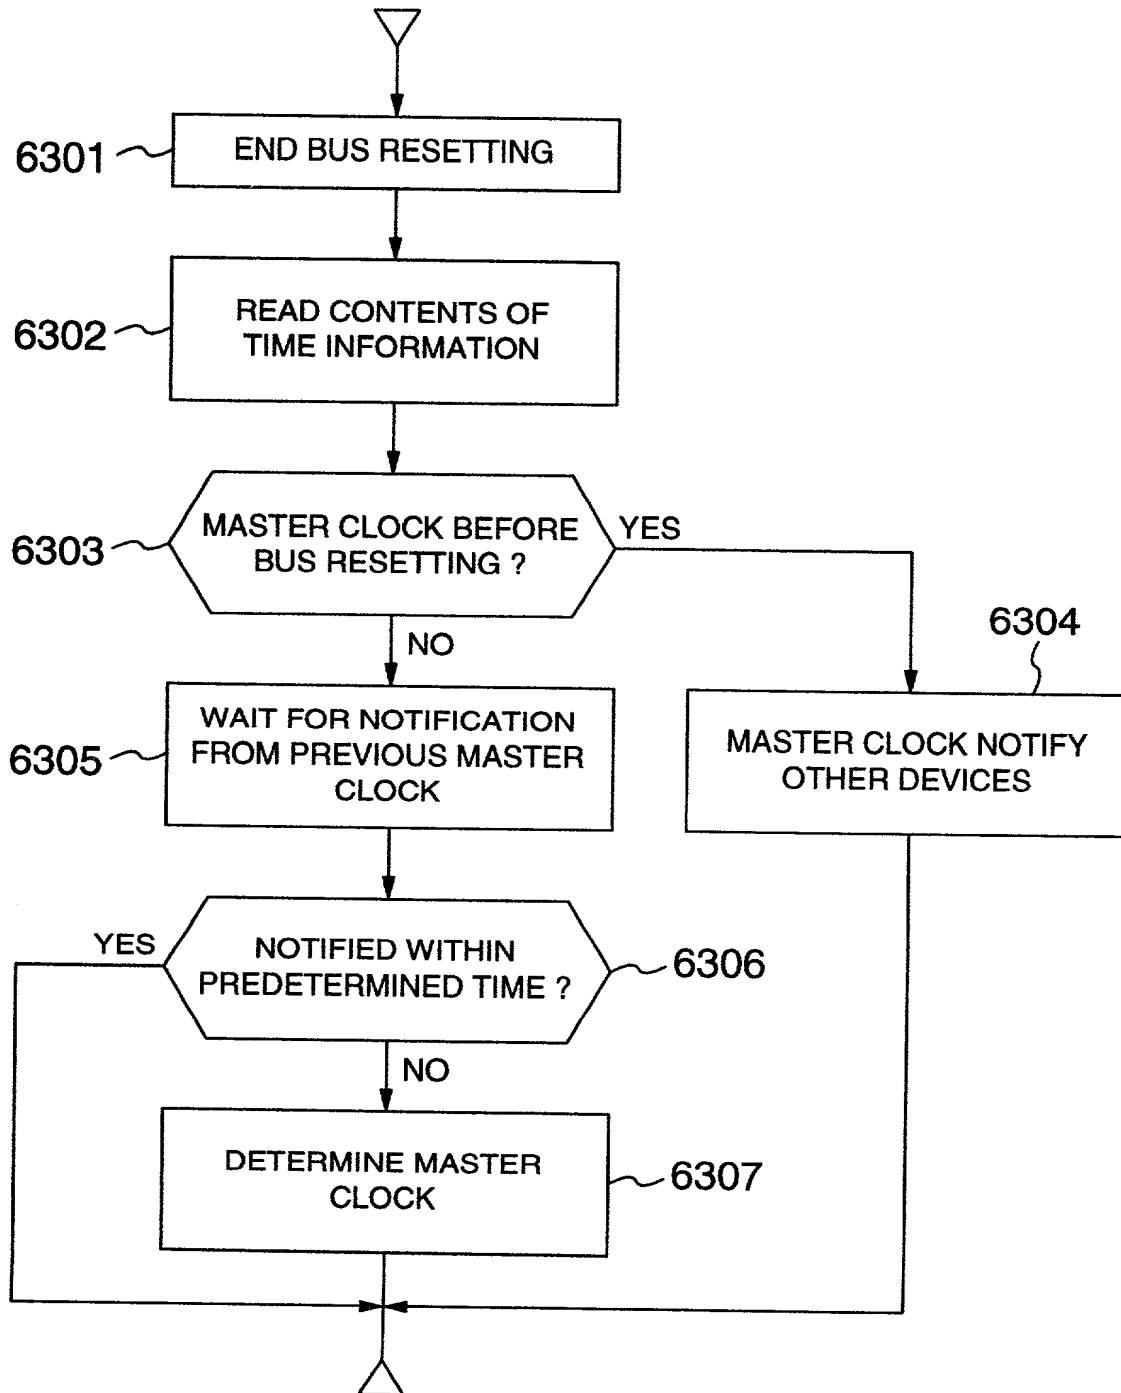 6301
END BUS RESETTING
6302
READ CONTENTS OF
TIME INFORMATION
6303
MASTER CLOCK BEFORE
BUS RESETTING ?
YES
NO
6304
MASTER CLOCK NOTIFY
OTHER DEVICES
6305
WAIT FOR NOTIFICATION
FROM PREVIOUS MASTER
CLOCK
YES
NOTIFIED WITHIN
PREDETERMINED TIME ?
6306
NO
DETERMINE MASTER
CLOCK
6307